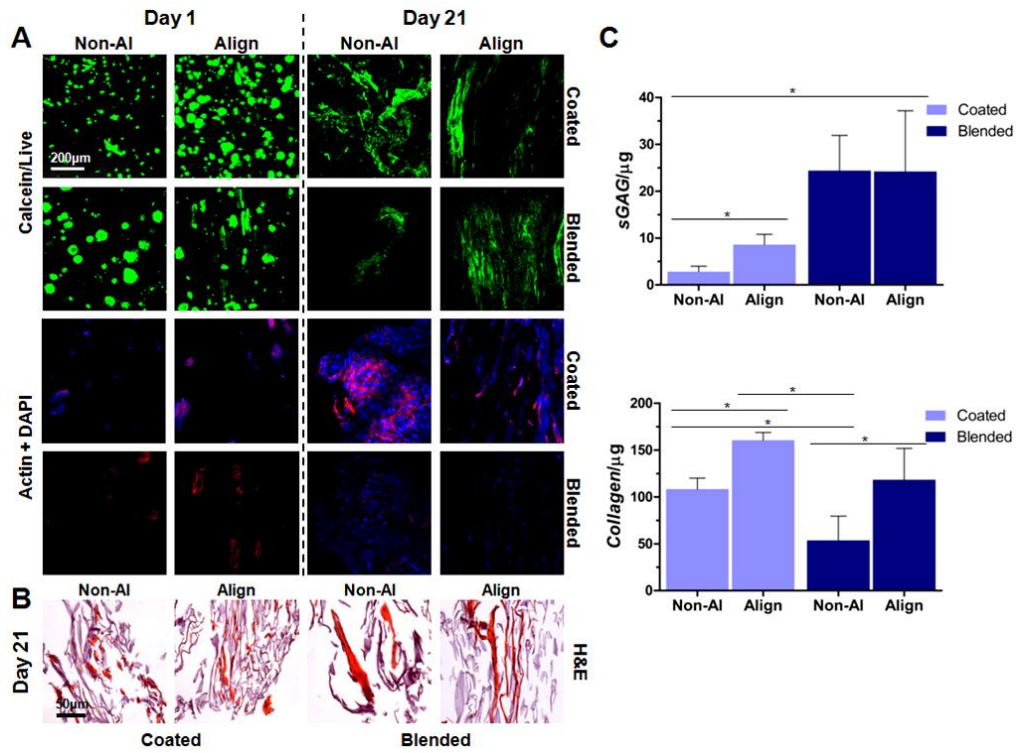 Day 1
Day 21
A
Non-Al
Align
Non-Al
Align
Calcein/Live
200µm
Coated
Blended
Actin + DAPI
Coated
Blended
B
Non-Al
Align
Non-Al
Align
Day 21
50µm
H&E
Coated
Blended
C
*
*
Coated
Blended
sGAG/µg
40
30
20
10
0
Non-Al
Align
Non-Al
Align
*
*
*
*
Coated
Blended
Collagen/µg
200
150
100
50
0
Non-Al
Align
Non-Al
Align